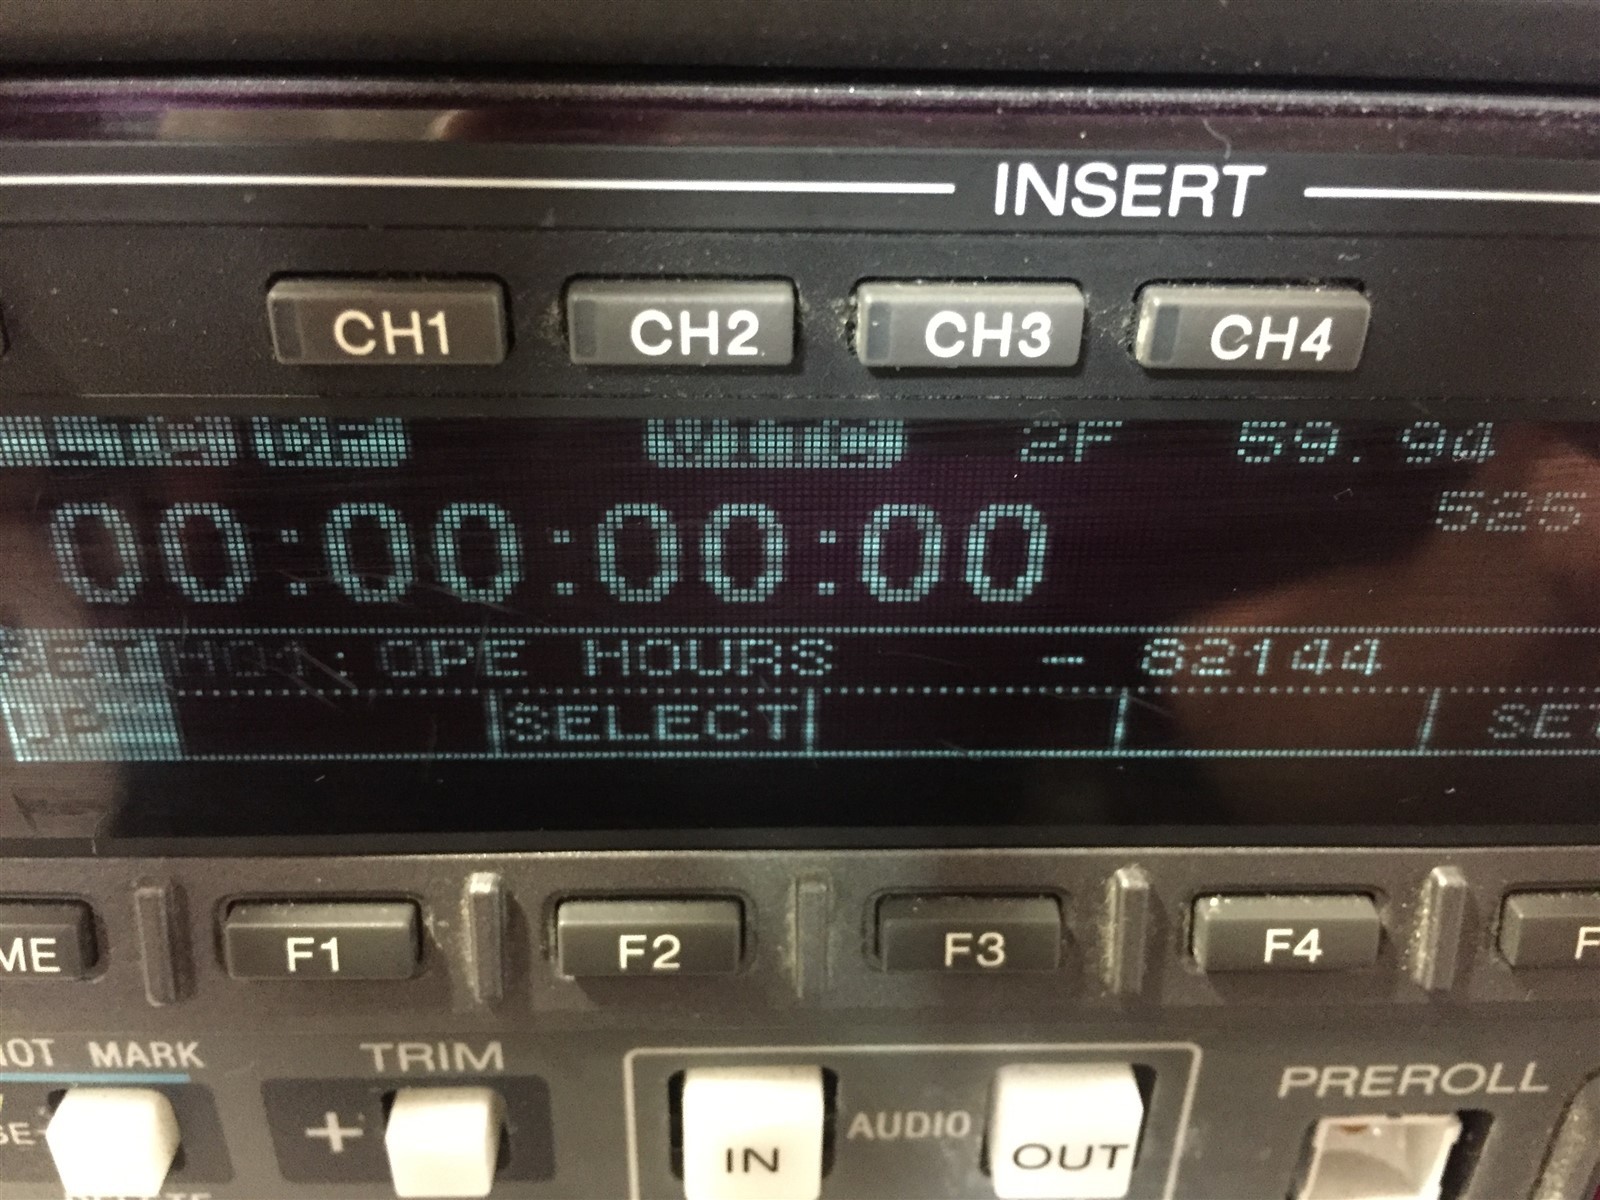 INSERT
CH1 CH2 CH3 CH4
2F 59.94
525
00:00:00:00
H01: OPE HOURS - 82144
SELECT
F1 F2 F3 F4
MARK TRIM
+ IN AUDIO OUT PREROLL